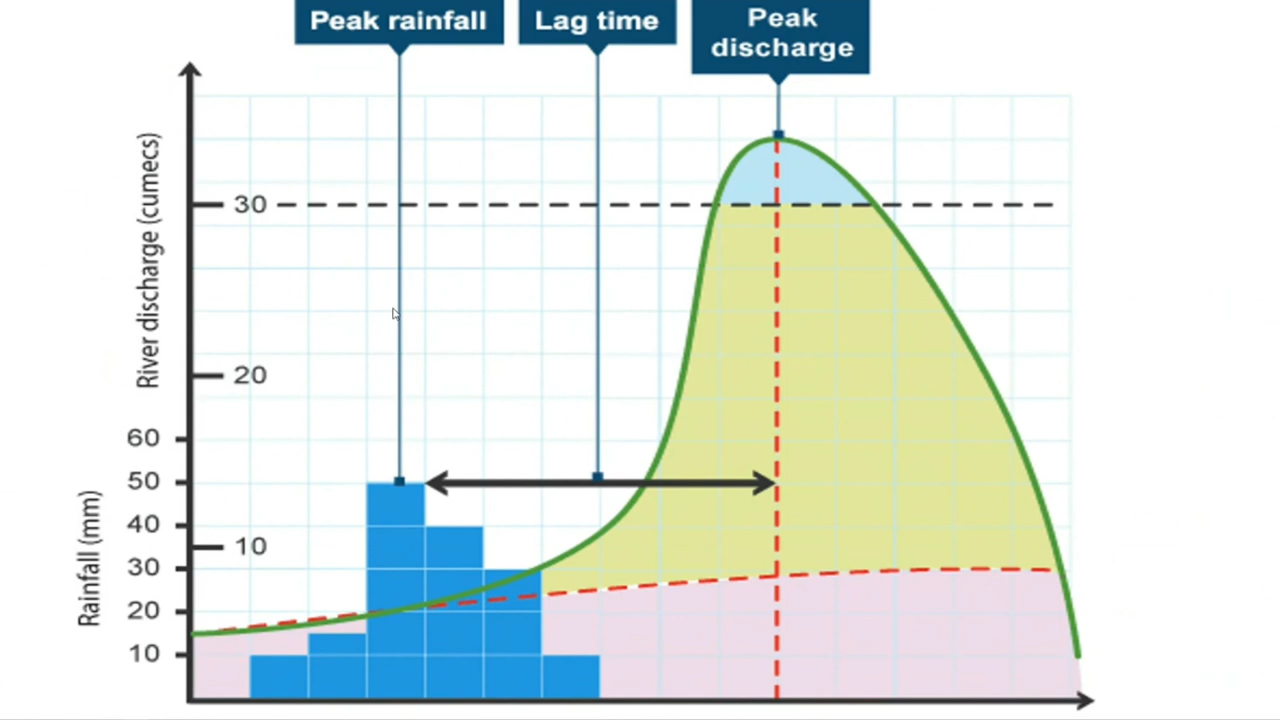 Peak rainfall
Lag time
Peak
discharge
River discharge (cumecs)
30
20
10
Rainfall (mm)
60
50
40
30
20
10